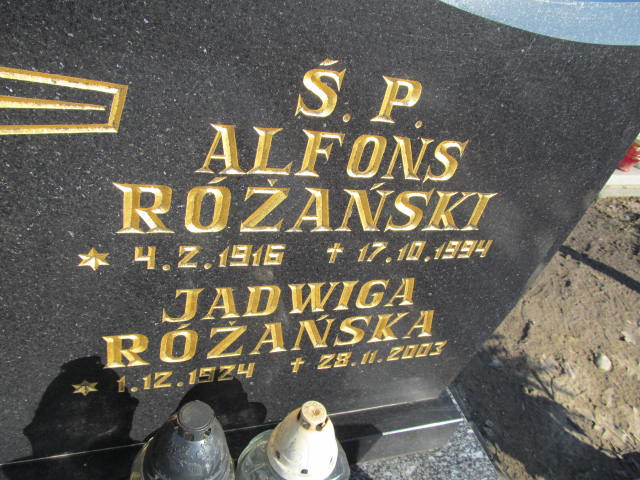 Ś. P.
ALFONS
RÓŻAŃSKI
* 4.2.1916 ✝ 17.10.1994
JADWIGA
RÓŻAŃSKA
* 1.12.1924 ✝ 28.11.2003